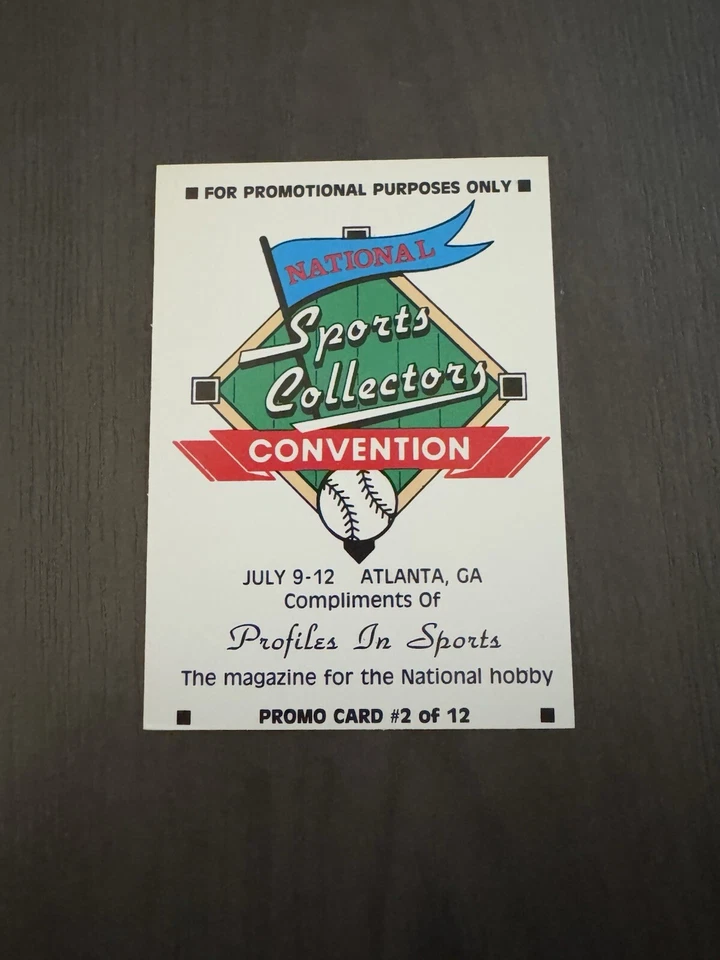 FOR PROMOTIONAL PURPOSES ONLY
NATIONAL
Sports
Collectors
CONVENTION
JULY 9-12 ATLANTA, GA
Compliments Of
Profiles In Sports
The magazine for the National hobby
PROMO CARD #2 of 12